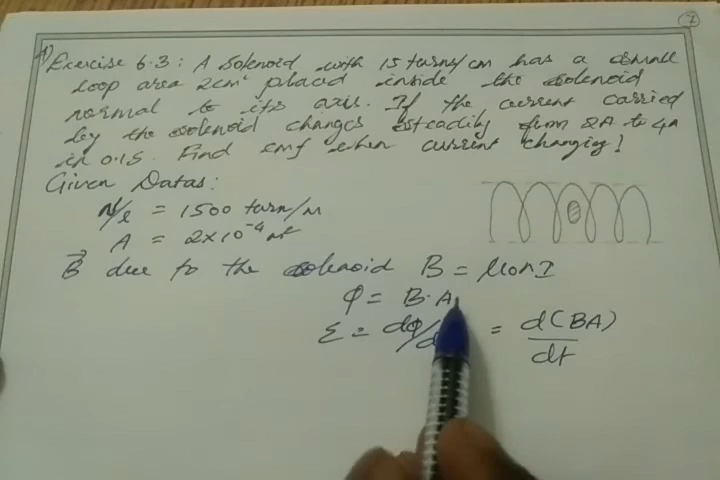 7
Exercise 6.3: A Solenoid with 15 turns/cm has a small
loop area 2cm² placed inside the solenoid
normal to its axis. If the current carried
by the solenoid changes steadily from 2A to 4A
in 0.1s. Find emf when current changing!
Given Datas:
N/l = 1500 turn/m
A = 2×10⁻⁴ m²
B⃗ due to the solenoid B = μ₀nI
φ = B.A
ε = dφ/d = d(BA)/dt